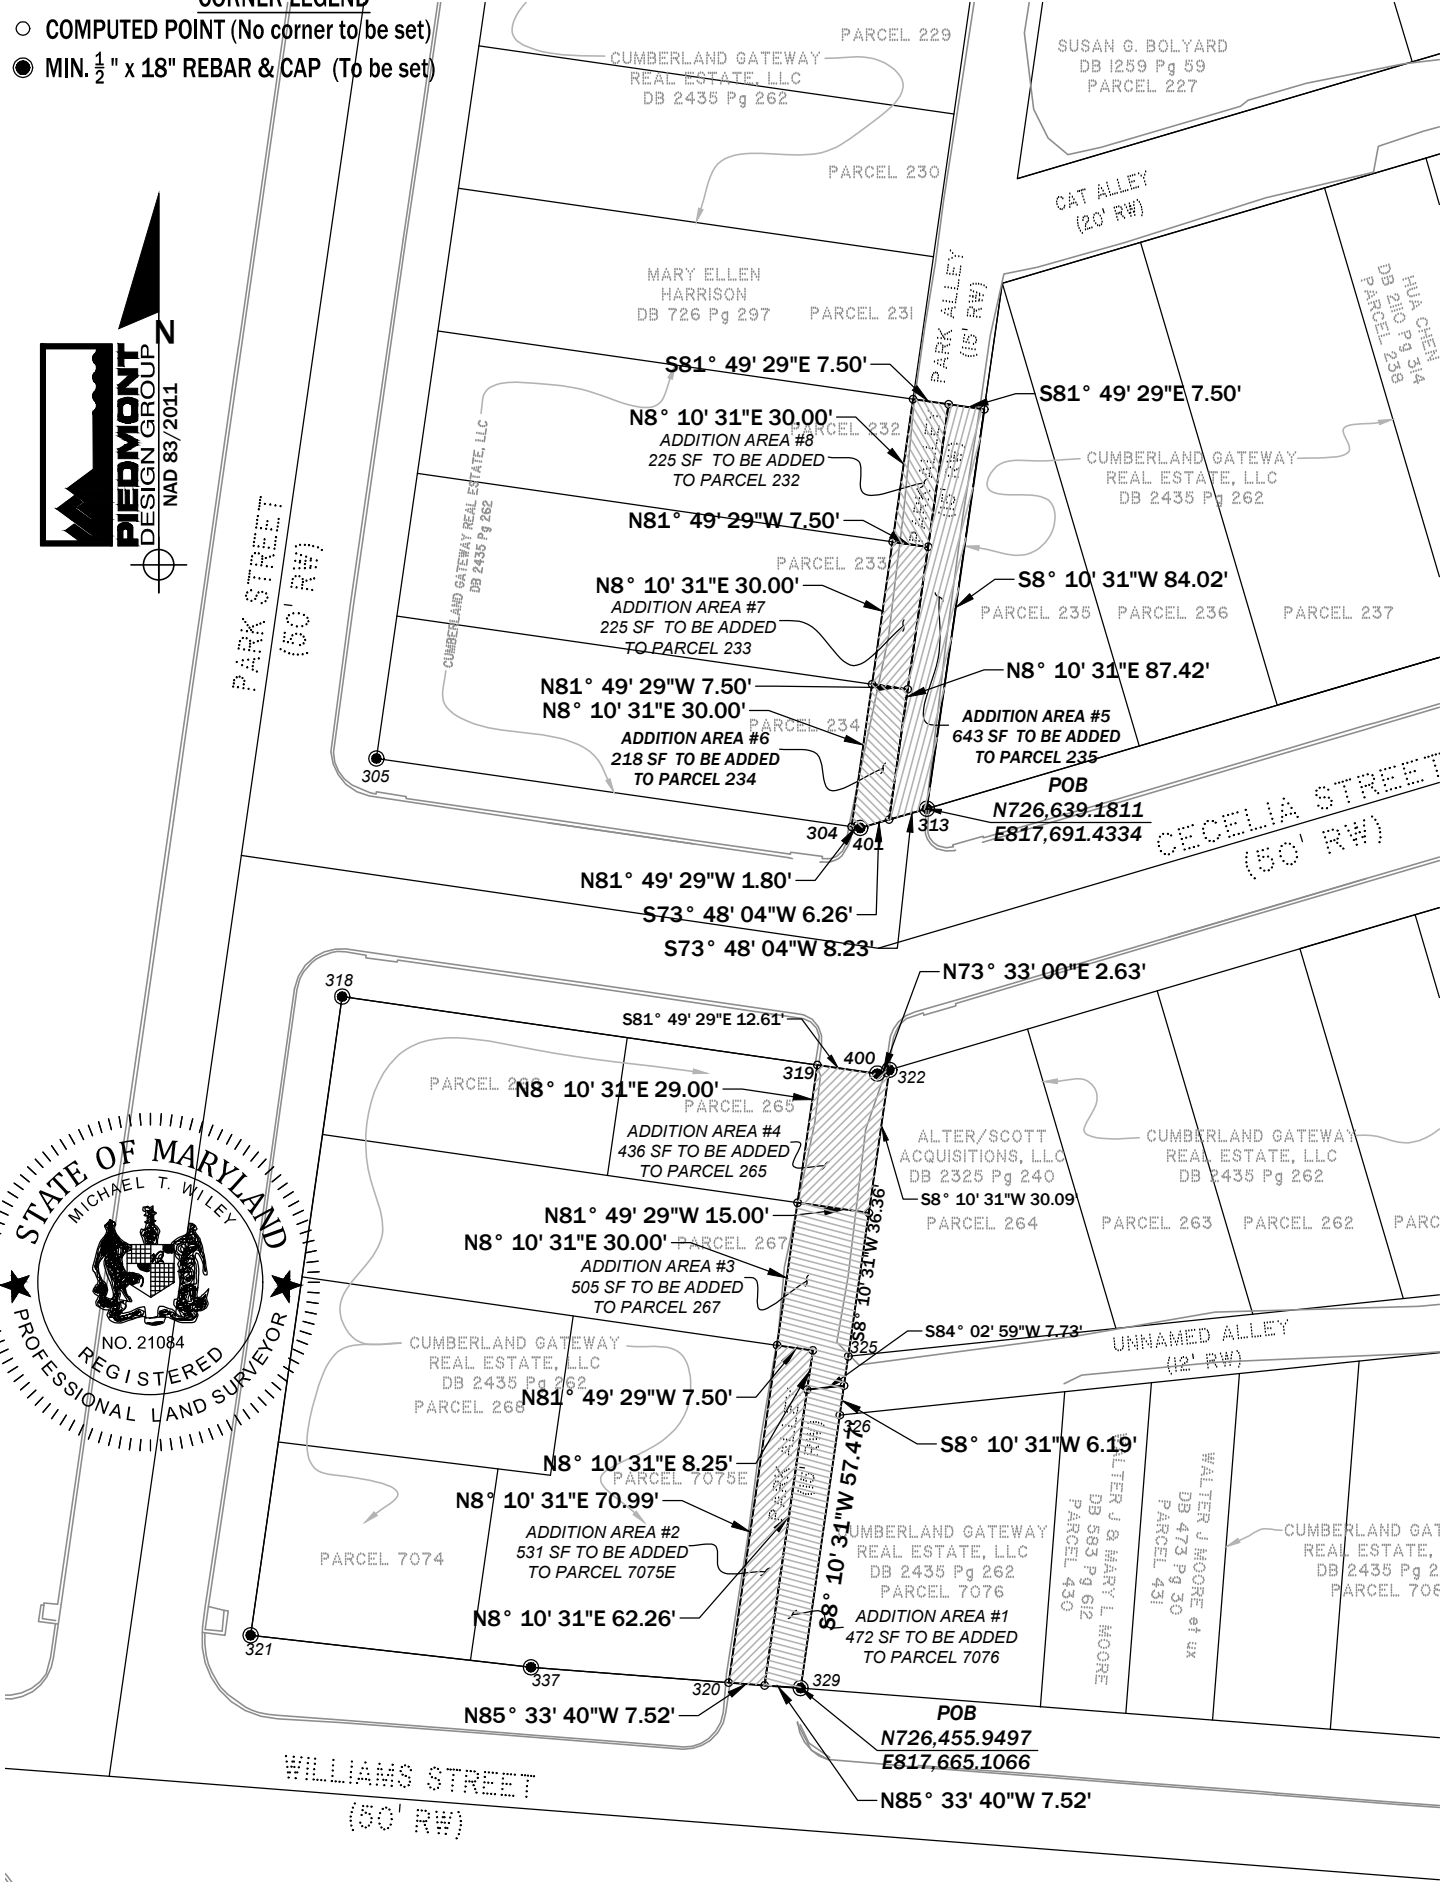 CORNER LEGEND
COMPUTED POINT (No corner to be set)
MIN. 1/2" x 18" REBAR & CAP (To be set)
PARCEL 229
CUMBERLAND GATEWAY
REAL ESTATE, LLC
DB 2435 Pg 262
SUSAN G. BOLYARD
DB 1259 Pg 59
PARCEL 227
PARCEL 230
CAT ALLEY
(20' RW)
N
PIEDMONT
DESIGN GROUP
NAD 83/2011
MARY ELLEN
HARRISON
DB 726 Pg 297
PARCEL 231
PARK ALLEY
(15' RW)
HUA CHEN
DB 2110 Pg 314
PARCEL 238
S81° 49' 29"E 7.50'
S81° 49' 29"E 7.50'
N8° 10' 31"E 30.00'
PARCEL 232
ADDITION AREA #8
225 SF TO BE ADDED
TO PARCEL 232
CUMBERLAND GATEWAY
REAL ESTATE, LLC
DB 2435 Pg 262
CUMBERLAND GATEWAY REAL ESTATE, LLC
DB 2435 Pg 262
PARK STREET
(50' RW)
N81° 49' 29"W 7.50'
PARCEL 233
N8° 10' 31"E 30.00'
ADDITION AREA #7
225 SF TO BE ADDED
TO PARCEL 233
S8° 10' 31"W 84.02'
PARCEL 235
PARCEL 236
PARCEL 237
N8° 10' 31"E 87.42'
N81° 49' 29"W 7.50'
N8° 10' 31"E 30.00'
PARCEL 234
ADDITION AREA #6
218 SF TO BE ADDED
TO PARCEL 234
ADDITION AREA #5
643 SF TO BE ADDED
TO PARCEL 235
305
POB
N726,639.1811
E817,691.4334
304
401
313
CECELIA STREET
(50' RW)
N81° 49' 29"W 1.80'
S73° 48' 04"W 6.26'
S73° 48' 04"W 8.23'
N73° 33' 00"E 2.63'
318
S81° 49' 29"E 12.61'
400
319
322
N8° 10' 31"E 29.00'
PARCEL 265
ADDITION AREA #4
436 SF TO BE ADDED
TO PARCEL 265
ALTER/SCOTT
ACQUISITIONS, LLC
DB 2325 Pg 240
CUMBERLAND GATEWAY
REAL ESTATE, LLC
DB 2435 Pg 262
S8° 10' 31"W 30.09'
PARCEL 264
PARCEL 263
PARCEL 262
PARC
S8° 10' 31"W 36.36'
N81° 49' 29"W 15.00'
N8° 10' 31"E 30.00'
PARCEL 267
ADDITION AREA #3
505 SF TO BE ADDED
TO PARCEL 267
STATE OF MARYLAND
MICHAEL T. WILEY
NO. 21084
REGISTERED
PROFESSIONAL LAND SURVEYOR
S84° 02' 59"W 7.73'
325
UNNAMED ALLEY
(12' RW)
CUMBERLAND GATEWAY
REAL ESTATE, LLC
DB 2435 Pg 262
PARCEL 268
N81° 49' 29"W 7.50'
326
S8° 10' 31"W 6.19'
N8° 10' 31"E 8.25'
PARCEL 7075E
N8° 10' 31"E 70.99'
ADDITION AREA #2
531 SF TO BE ADDED
TO PARCEL 7075E
S8° 10' 31"W 57.47'
PARCEL 7074
UMBERLAND GATEWAY
REAL ESTATE, LLC
DB 2435 Pg 262
PARCEL 7076
WALTER J & MARY L MOORE
DB 583 Pg 612
PARCEL 430
WALTER J MOORE et ux
DB 473 Pg 30
PARCEL 431
CUMBERLAND GAT
REAL ESTATE,
DB 2435 Pg 2
PARCEL 708
N8° 10' 31"E 62.26'
ADDITION AREA #1
472 SF TO BE ADDED
TO PARCEL 7076
321
337
320
329
N85° 33' 40"W 7.52'
POB
N726,455.9497
E817,665.1066
N85° 33' 40"W 7.52'
WILLIAMS STREET
(50' RW)